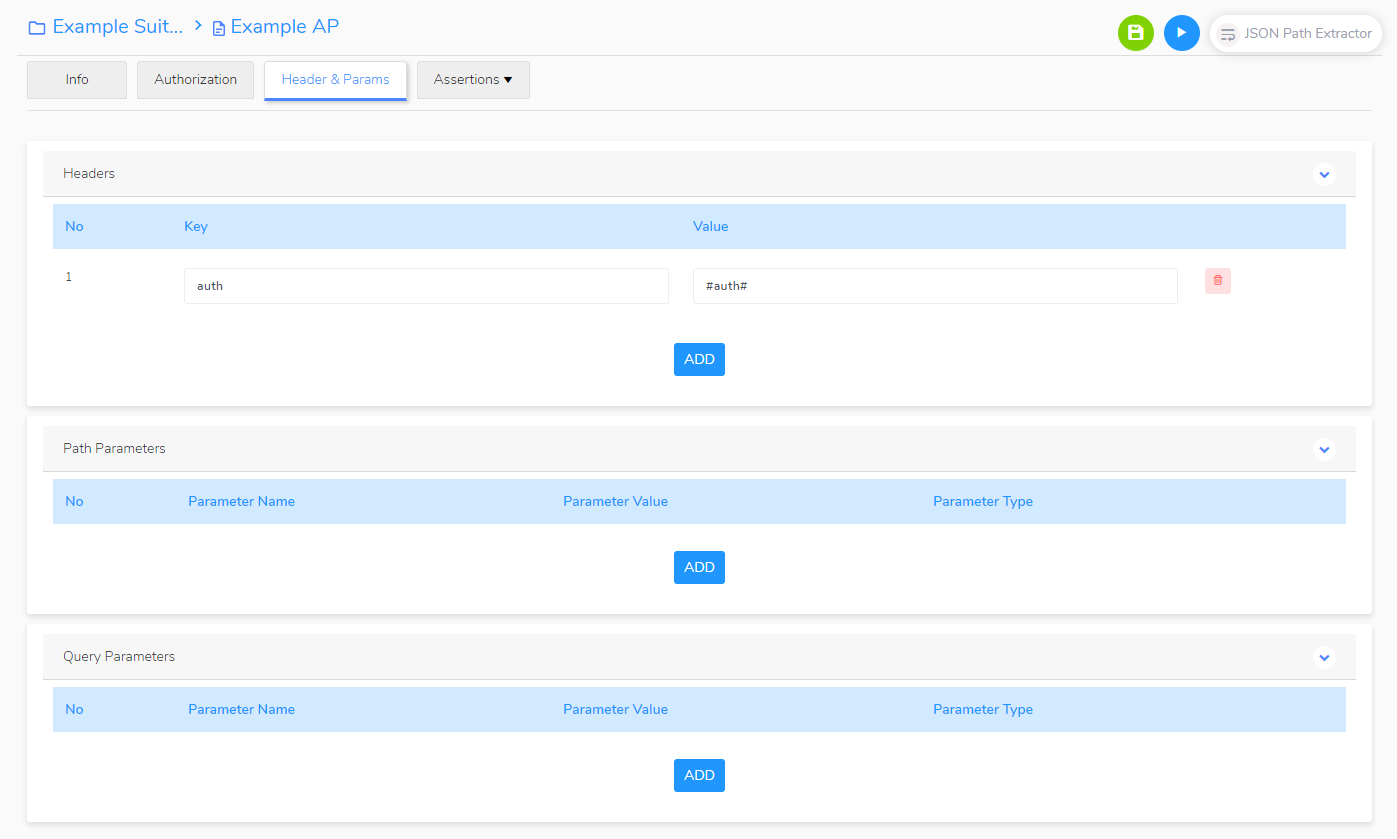 Example Suit... > Example AP
JSON Path Extractor
Info
Authorization
Header & Params
Assertions ▼
Headers
No Key Value
1 auth #auth#
ADD
Path Parameters
No Parameter Name Parameter Value Parameter Type
ADD
Query Parameters
No Parameter Name Parameter Value Parameter Type
ADD